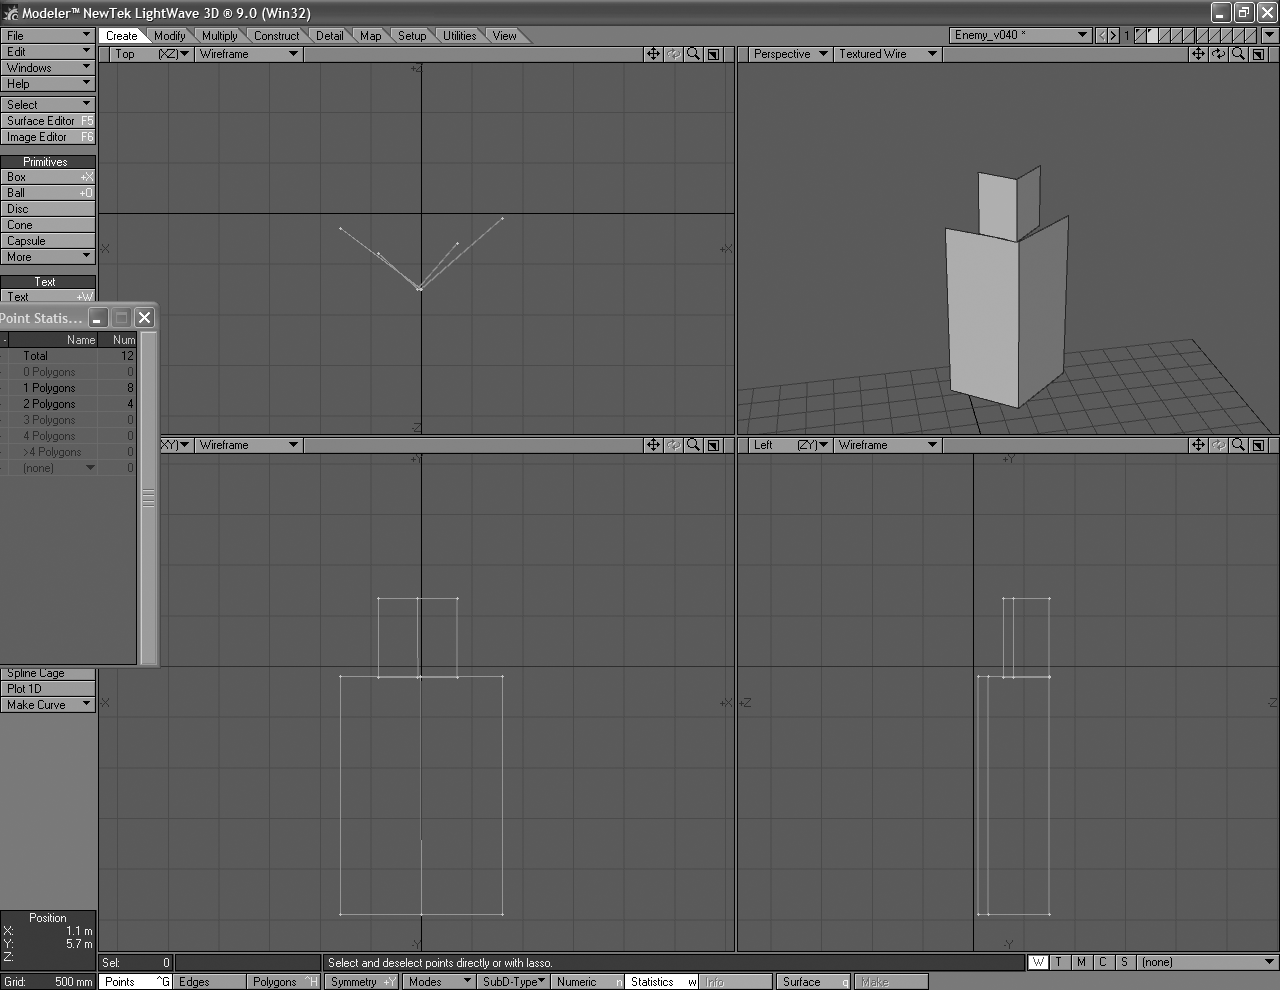 Modeler™ NewTek LightWave 3D ® 9.0 (Win32)
File
Edit
Windows
Help
Select
Surface Editor F5
Image Editor F6
Primitives
Box +X
Ball +O
Disc
Cone
Capsule
More
Text
Text +W
Create Modify Multiply Construct Detail Map Setup Utilities View
Enemy_v040 *
1
Top (XZ) Wireframe
Perspective Textured Wire
+Z
-X
+X
-Z
Point Statis...
- Name Num
Total 12
0 Polygons 0
1 Polygons 8
2 Polygons 4
3 Polygons 0
4 Polygons 0
>4 Polygons 0
(none) 0
XY) Wireframe
Left (ZY) Wireframe
+Y
+Y
-X
+X
+Z
-Z
-Y
-Y
Spline Cage
Plot 1D
Make Curve
Position
X: 1.1 m
Y: 5.7 m
Z:
Grid: 500 mm
Sel: 0
Select and deselect points directly or with lasso.
W T M C S (none)
Points ^G Edges Polygons ^H Symmetry +Y Modes SubD-Type Numeric n Statistics w Info Surface q Make